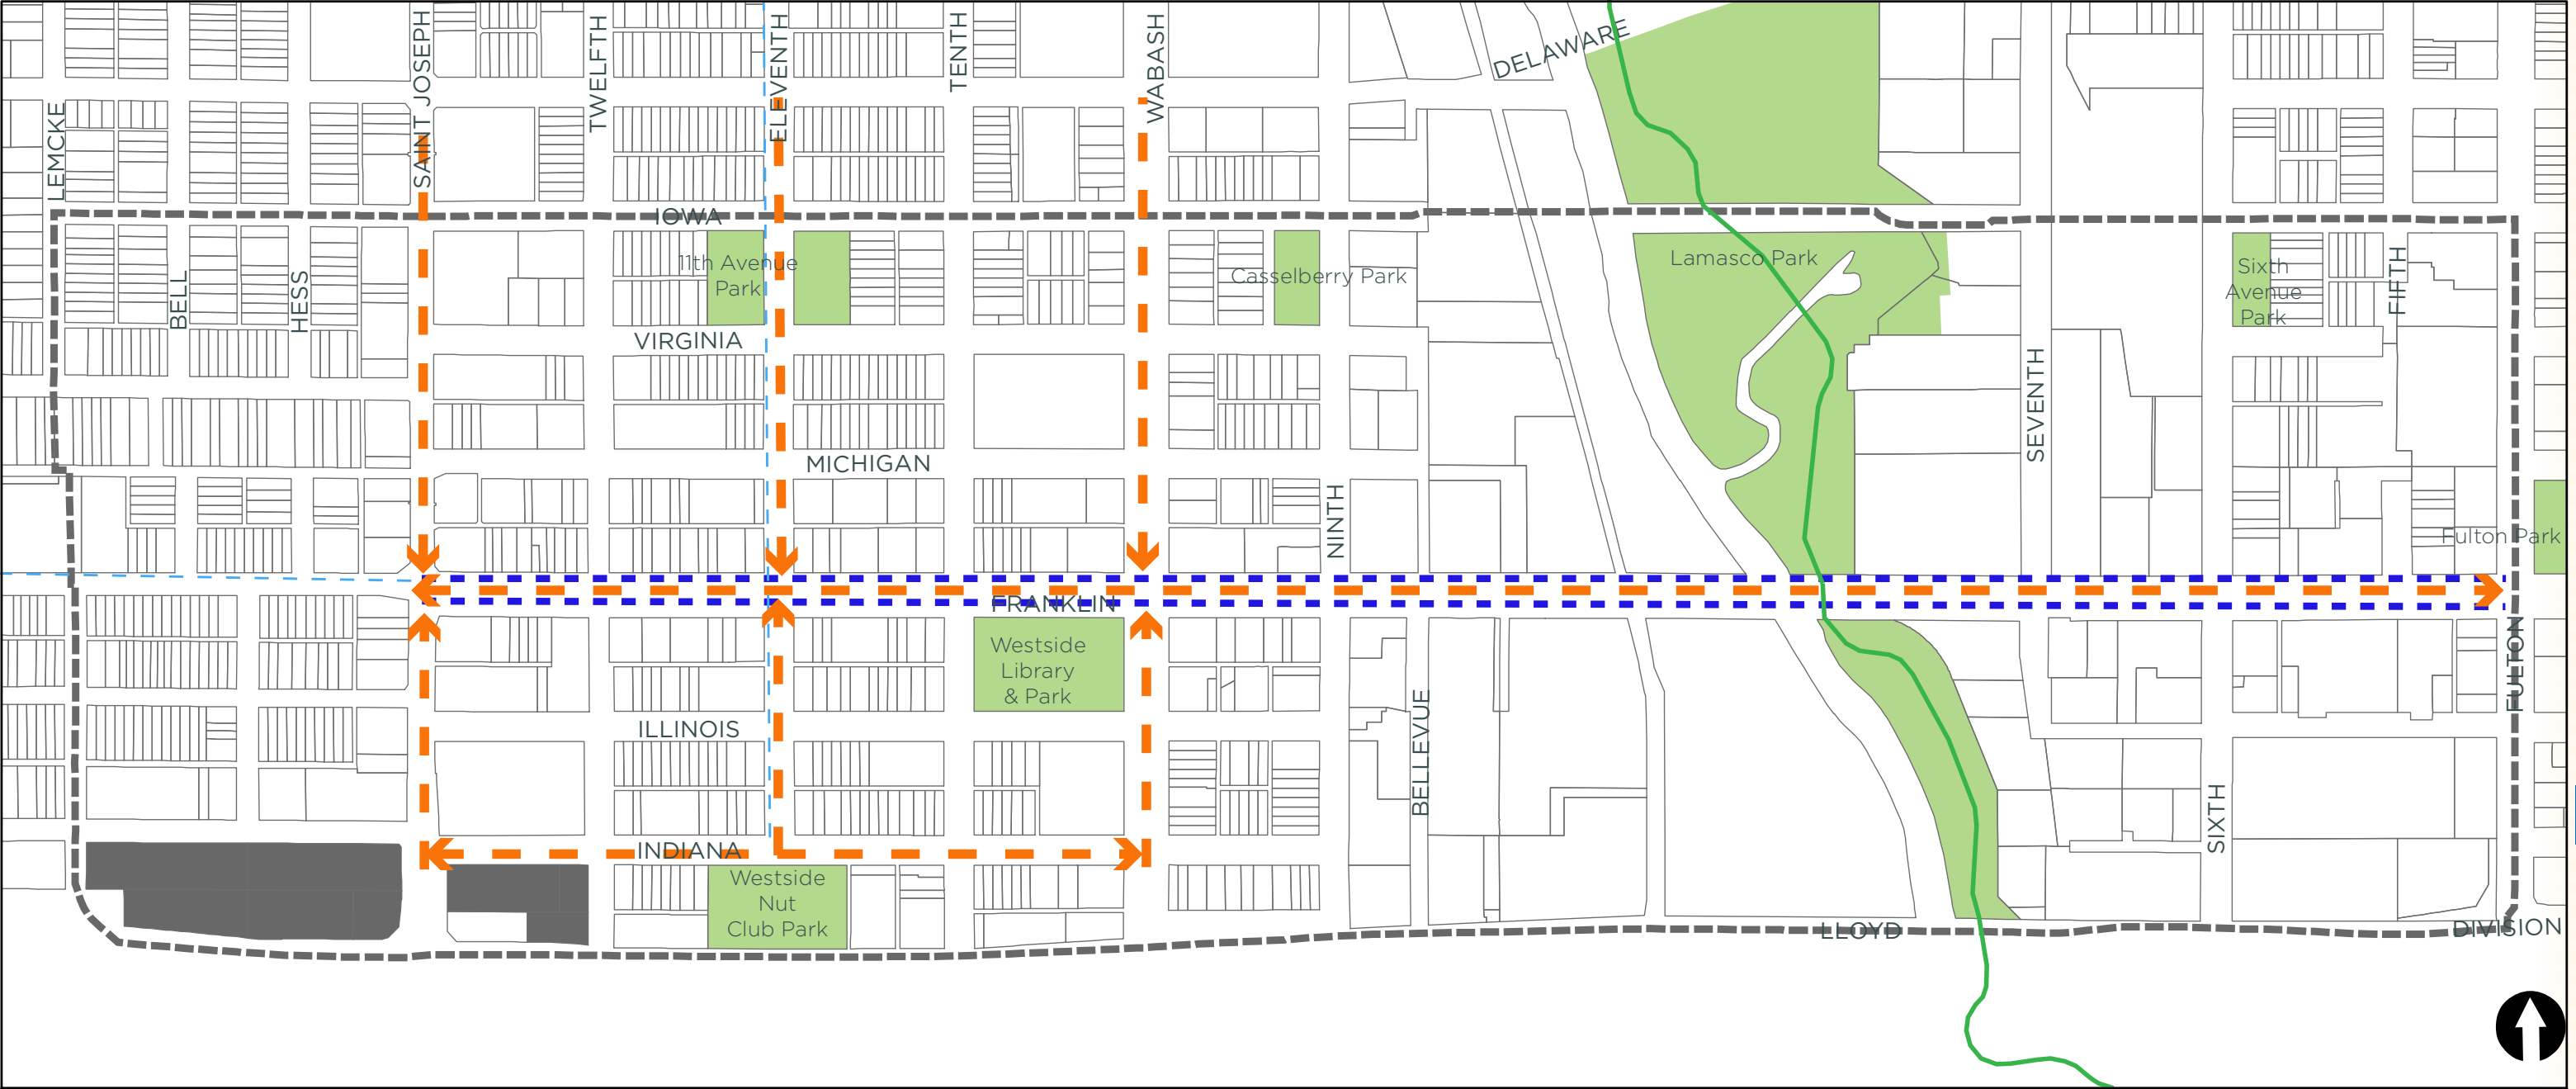 SAINT JOSEPH
TWELFTH
ELEVENTH
TENTH
WABASH
DELAWARE
LEMCKE
IOWA
11th Avenue
Park
Casselberry Park
Lamasco Park
Sixth
Avenue
Park
FIFTH
BELL
HESS
VIRGINIA
SEVENTH
MICHIGAN
NINTH
Fulton Park
FRANKLIN
Westside
Library
& Park
FULTON
ILLINOIS
BELLEVUE
SIXTH
INDIANA
Westside
Nut
Club Park
LLOYD
DIVISION